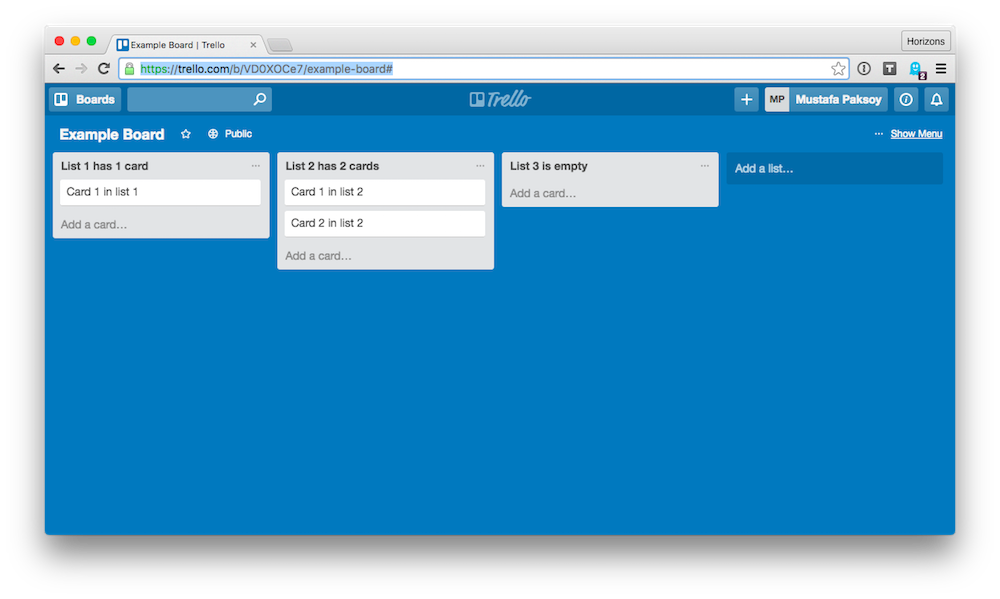 Example Board | Trello
Horizons
https://trello.com/b/VD0XOCe7/example-board#
T
2
Boards
Trello
MP
Mustafa Paksoy
Example Board
Public
... Show Menu
List 1 has 1 card
Card 1 in list 1
Add a card...
List 2 has 2 cards
Card 1 in list 2
Card 2 in list 2
Add a card...
List 3 is empty
Add a card...
Add a list...